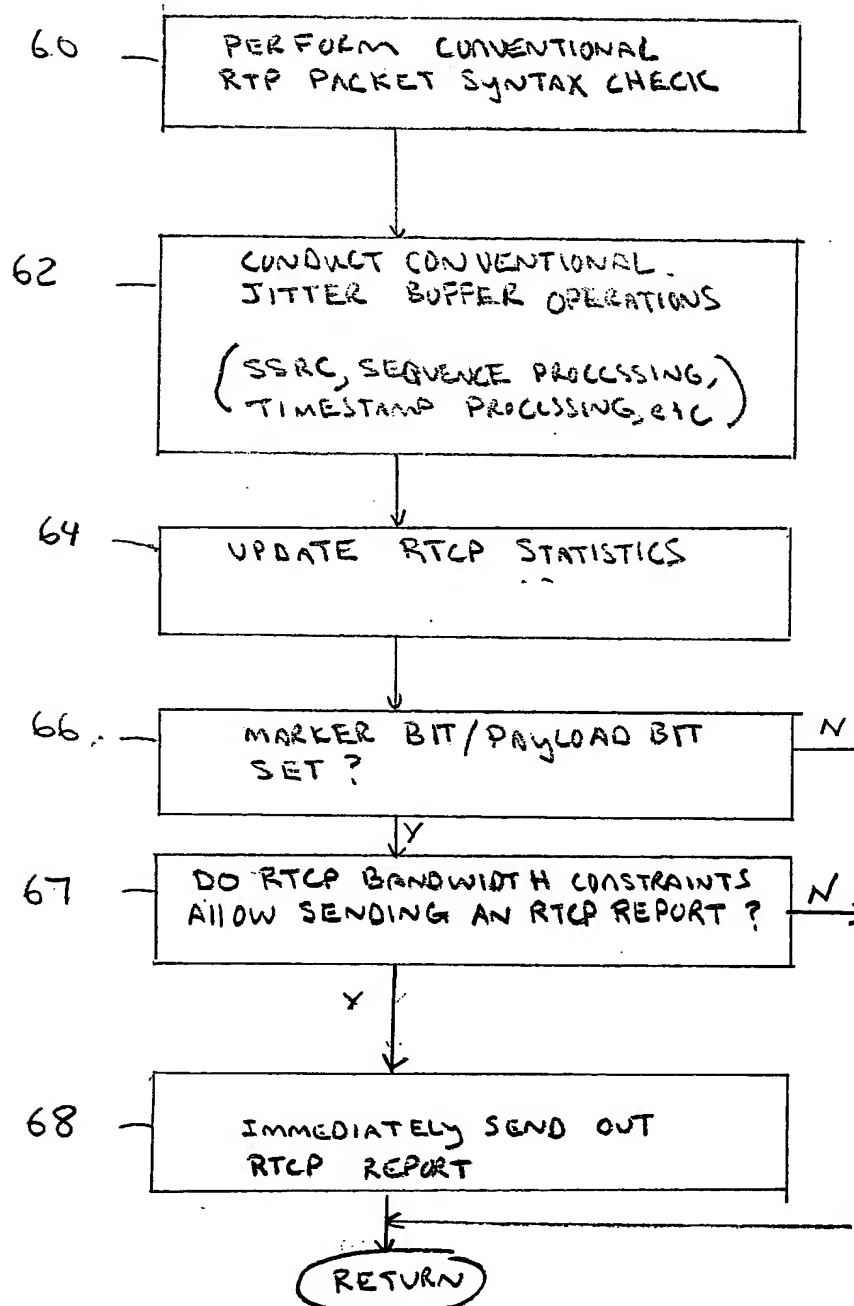 60
PERFORM CONVENTIONAL
RTP PACKET SYNTAX CHECK
62
CONDUCT CONVENTIONAL.
JITTER BUFFER OPERATIONS
(SSRC, SEQUENCE PROCESSING,
TIMESTAMP PROCESSING, etc)
64
UPDATE RTCP STATISTICS
66
MARKER BIT/PAYLOAD BIT
SET?
N
Y
67
DO RTCP BANDWIDTH CONSTRAINTS
ALLOW SENDING AN RTCP REPORT?
N
Y
68
IMMEDIATELY SEND OUT
RTCP REPORT
RETURN